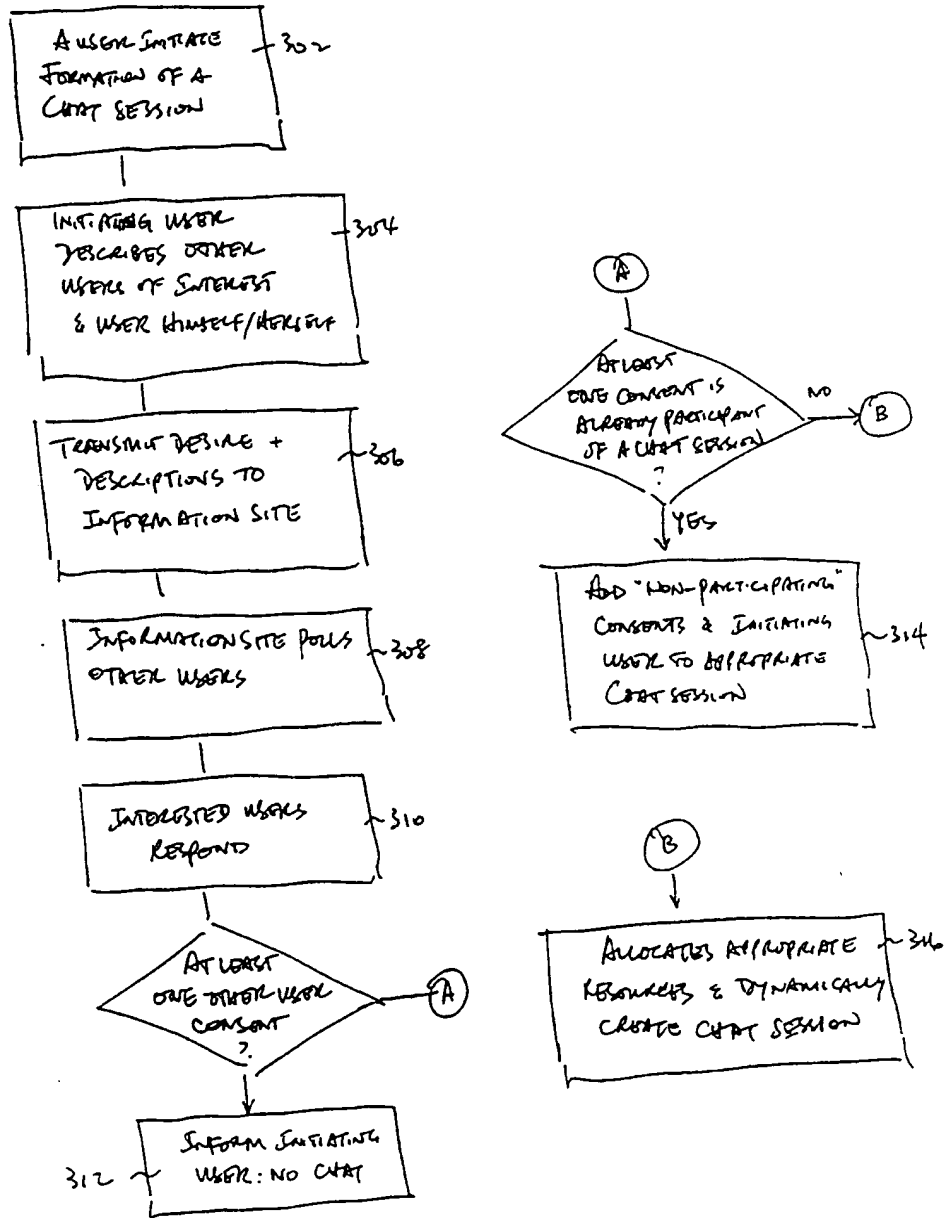 A USER INTIATE
FORMATION OF A
CHAT SESSION
302
INITIATING USER
DESCRIBES OTHER
USERS OF INTEREST
& USER HIMSELF/HERSELF
304
TRANSMIT DESIRE +
DESCRIPTIONS TO
INFORMATION SITE
306
INFORMATION SITE POLLS
OTHER USERS
308
INTERESTED USERS
RESPOND
310
AT LEAST
ONE OTHER USER
CONSENT
?
A
INFORM INITIATING
USER: NO CHAT
312
A
AT LEAST
ONE CONSENT IS
ALREADY PARTICIPANT
OF A CHAT SESSION
?
NO
B
YES
ADD "NON-PARTICIPATING"
CONSENTS & INITIATING
USER TO APPROPRIATE
CHAT SESSION
314
B
ALLOCATES APPROPRIATE
RESOURCES & DYNAMICALLY
CREATE CHAT SESSION
316